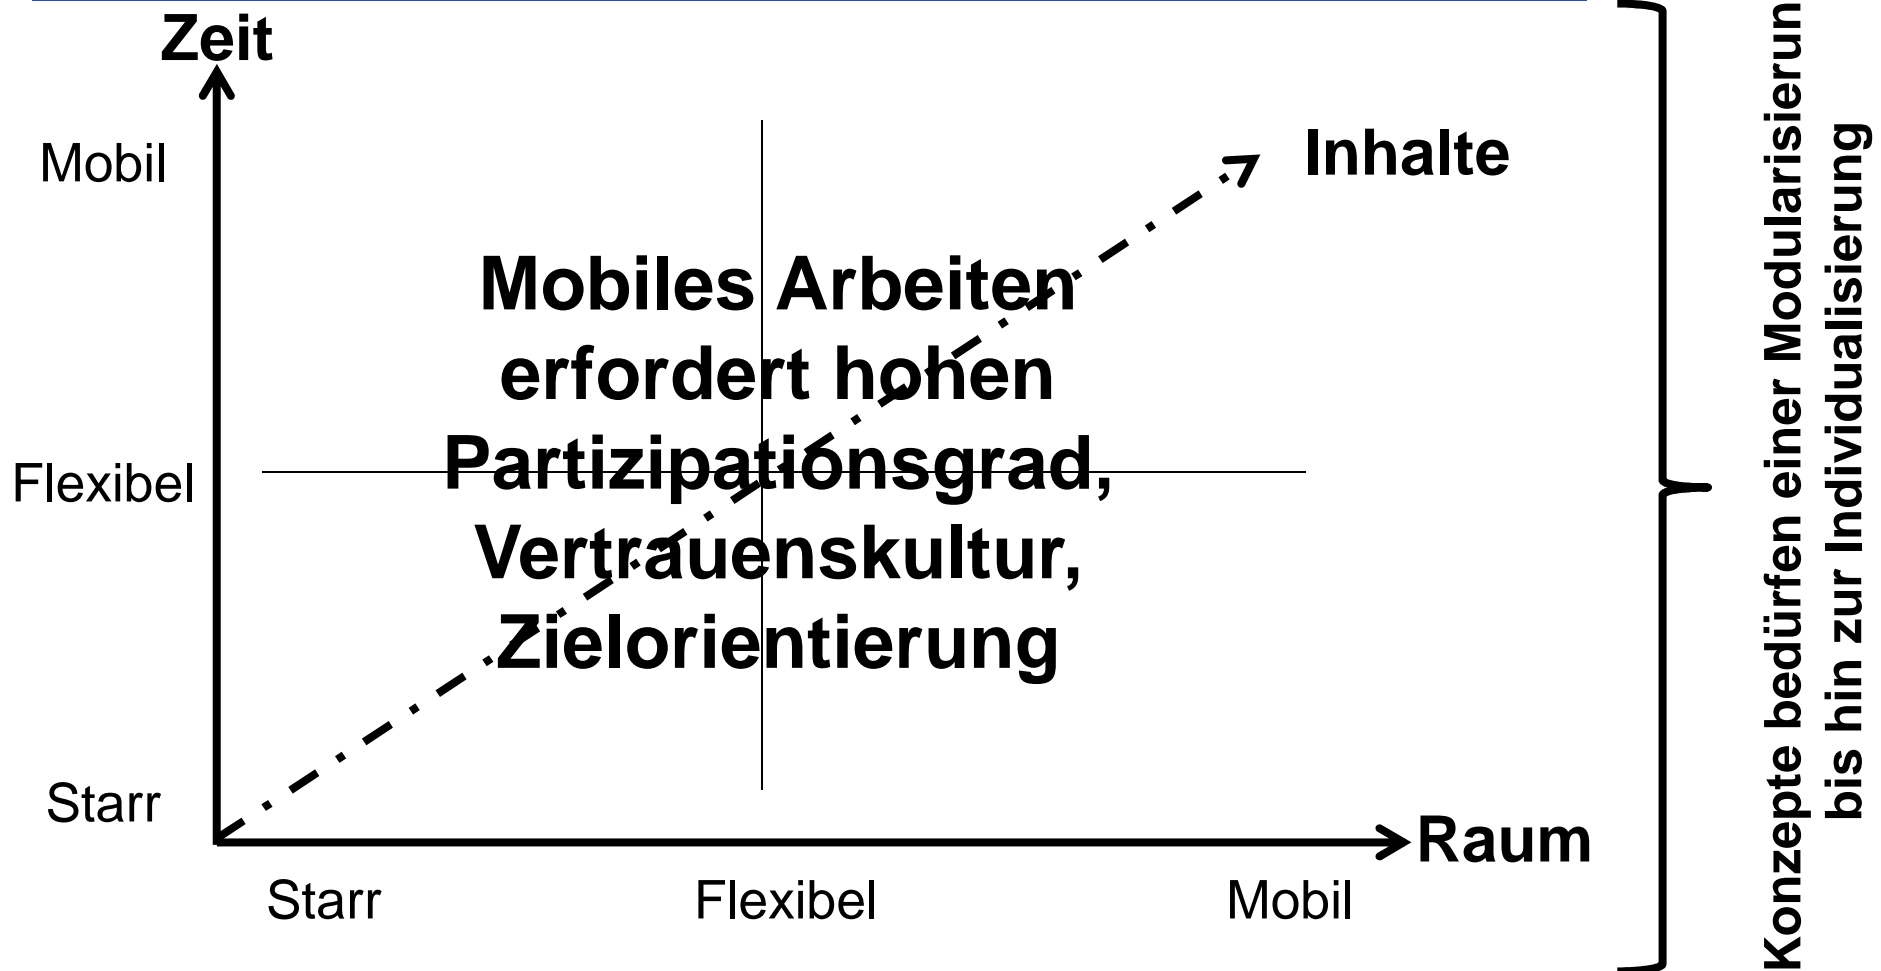 Zeit
Mobil
Inhalte
Mobiles Arbeiten
erfordert hohen
Partizipationsgrad,
Flexibel
Vertrauenskultur,
Zielorientierung
Starr
Raum
Starr
Flexibel
Mobil
Konzepte bedürfen einer Modularisierun
bis hin zur Individualisierung